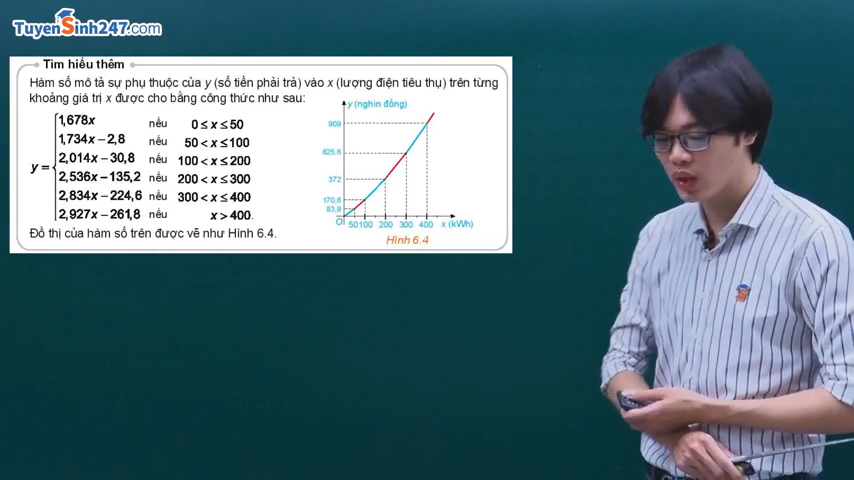 TuyenSinh247.com
Tìm hiểu thêm
Hàm số mô tả sự phụ thuộc của y (số tiền phải trả) vào x (lượng điện tiêu thụ) trên từng
khoảng giá trị x được cho bằng công thức như sau:
y =
1,678x nếu 0 ≤ x ≤ 50
1,734x – 2,8 nếu 50 < x ≤ 100
2,014x – 30,8 nếu 100 < x ≤ 200
2,536x – 135,2 nếu 200 < x ≤ 300
2,834x – 224,6 nếu 300 < x ≤ 400
2,927x – 261,8 nếu x > 400.
y (nghìn đồng)
909
625,6
372
170,6
83,9
O 50 100 200 300 400 x (kWh)
Hình 6.4
Đồ thị của hàm số trên được vẽ như Hình 6.4.